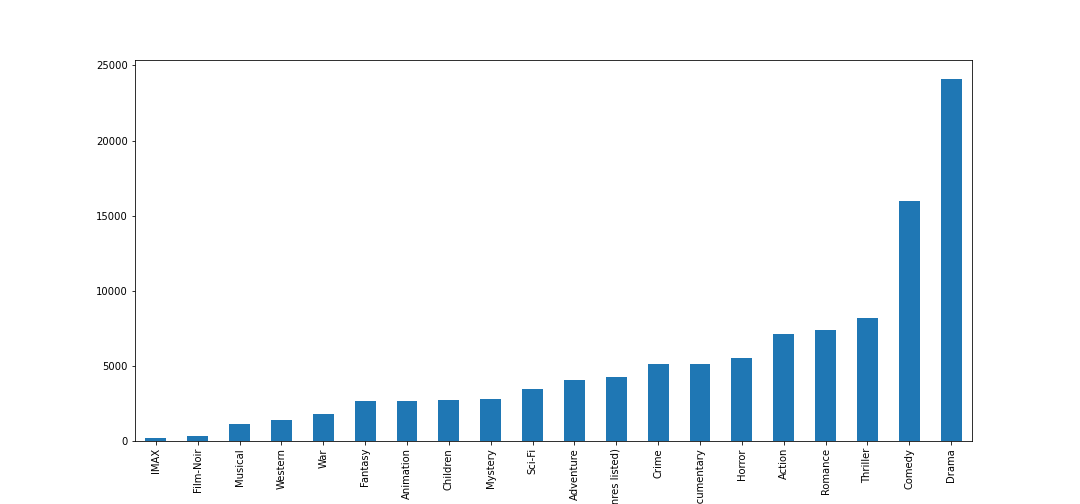 25000
20000
15000
10000
5000
0
IMAX
Film-Noir
Musical
Western
War
Fantasy
Animation
Children
Mystery
Sci-Fi
Adventure
nres listed)
Crime
cumentary
Horror
Action
Romance
Thriller
Comedy
Drama